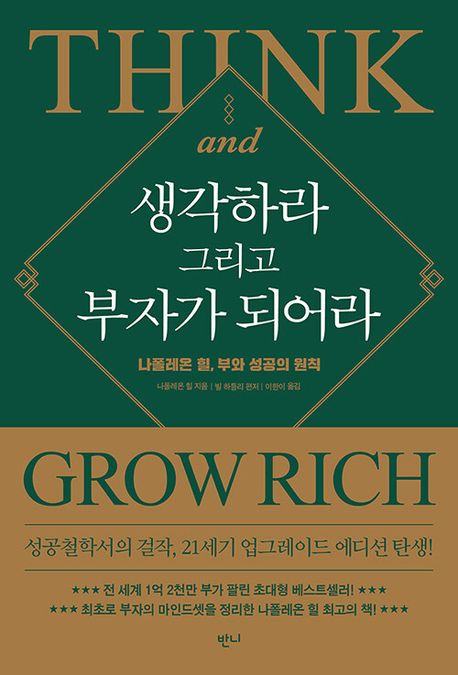 THINK
and
생각하라
그리고
부자가 되어라
나폴레온 힐, 부와 성공의 원칙
나폴레온 힐 지음 | 빌 하틀리 편저 | 이한이 옮김
GROW RICH
성공철학서의 걸작, 21세기 업그레이드 에디션 탄생!
★★★ 전 세계 1억 2천만 부가 팔린 초대형 베스트셀러! ★★★
★★★ 최초로 부자의 마인드셋을 정리한 나폴레온 힐 최고의 책! ★★★
반니